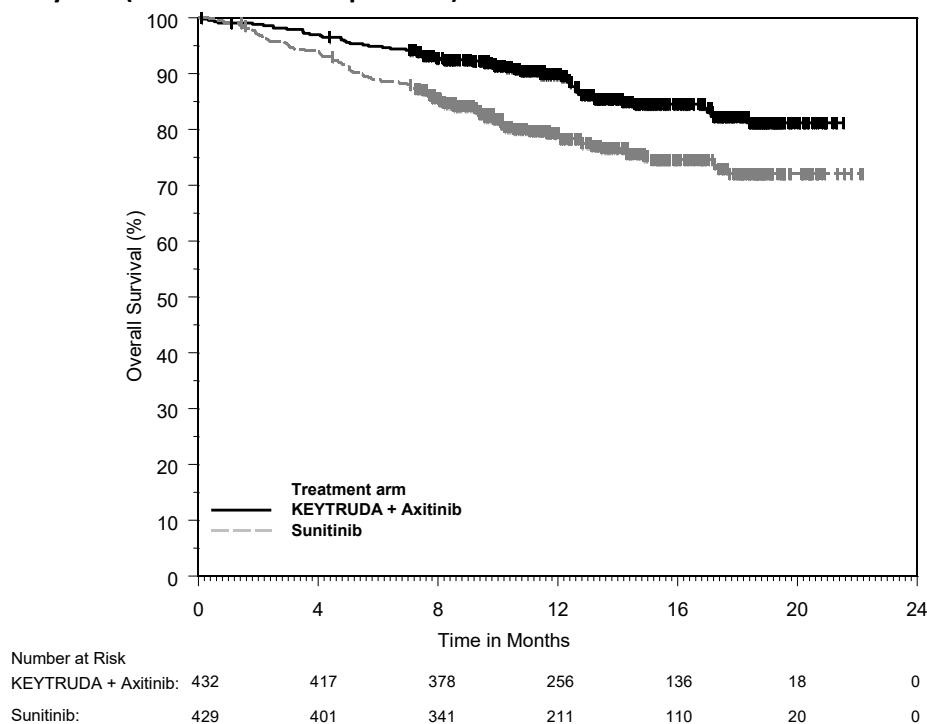 100
90
80
70
60
50
40
30
20
10
0
Overall Survival (%)
Treatment arm
KEYTRUDA + Axitinib
Sunitinib
0 4 8 12 16 20 24
Time in Months
Number at Risk
KEYTRUDA + Axitinib: 432 417 378 256 136 18 0
Sunitinib: 429 401 341 211 110 20 0